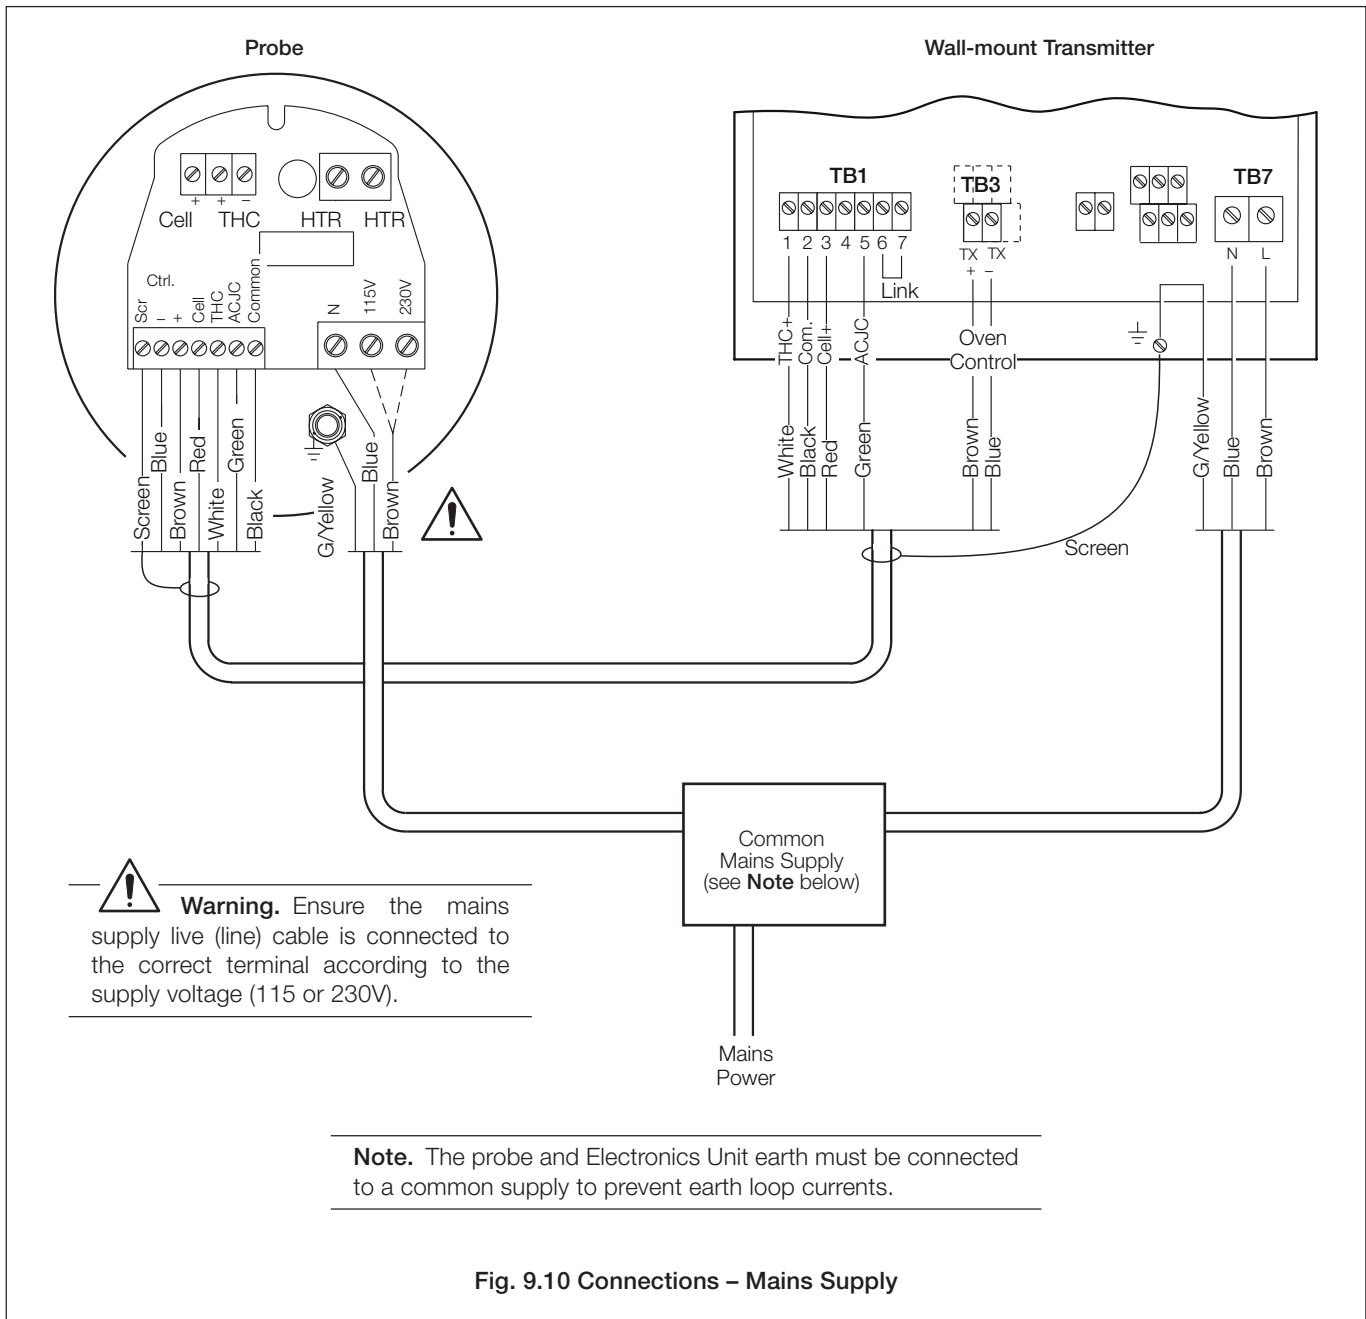 Probe
Wall-mount Transmitter
+ + −
Cell THC HTR HTR
Ctrl.
Scr − + Cell THC ACJC Common
N 115V 230V
Screen Blue Brown Red White Green Black
G/Yellow Blue Brown
TB1
TB3
TB7
1 2 3 4 5 6 7
Link
TX TX
+ −
N L
THC+ Com. Cell+ ACJC
Oven
Control
White Black Red Green Brown Blue
G/Yellow Blue Brown
Screen
Common
Mains Supply
(see Note below)
Warning. Ensure the mains
supply live (line) cable is connected to
the correct terminal according to the
supply voltage (115 or 230V).
Mains
Power
Note. The probe and Electronics Unit earth must be connected
to a common supply to prevent earth loop currents.
Fig. 9.10 Connections – Mains Supply